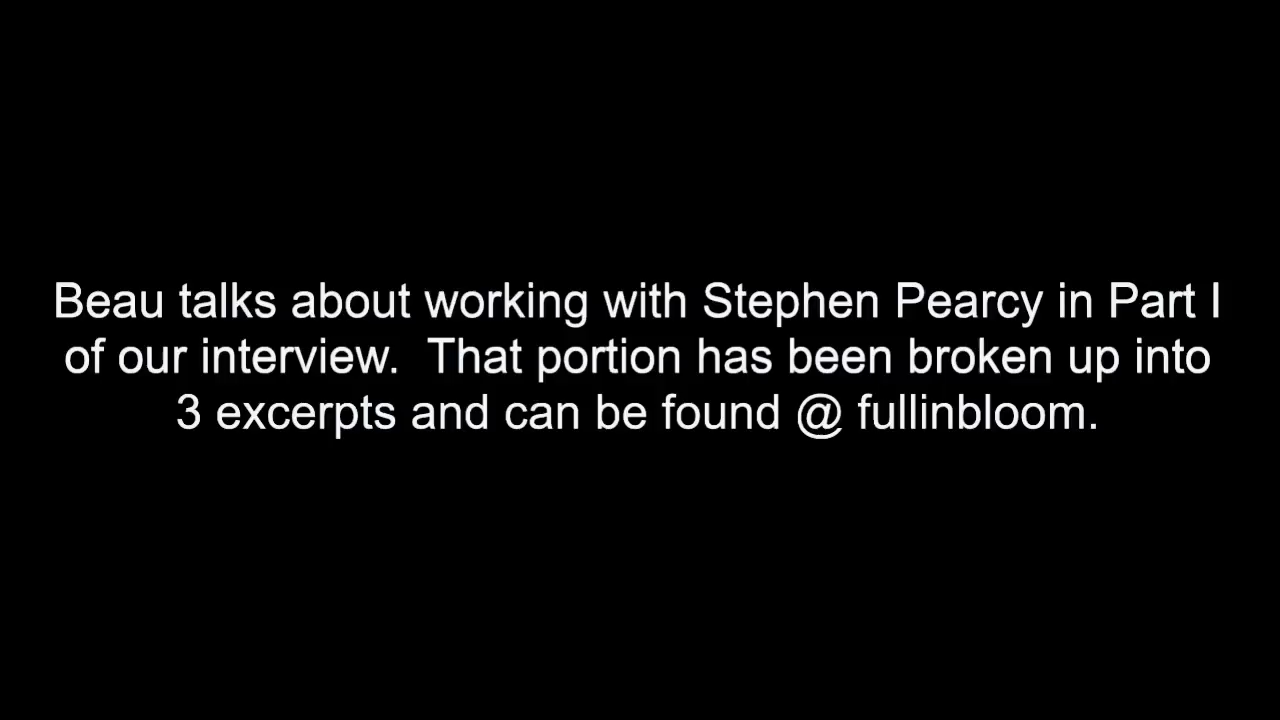 Beau talks about working with Stephen Pearcy in Part I
of our interview.  That portion has been broken up into
3 excerpts and can be found @ fullinbloom.